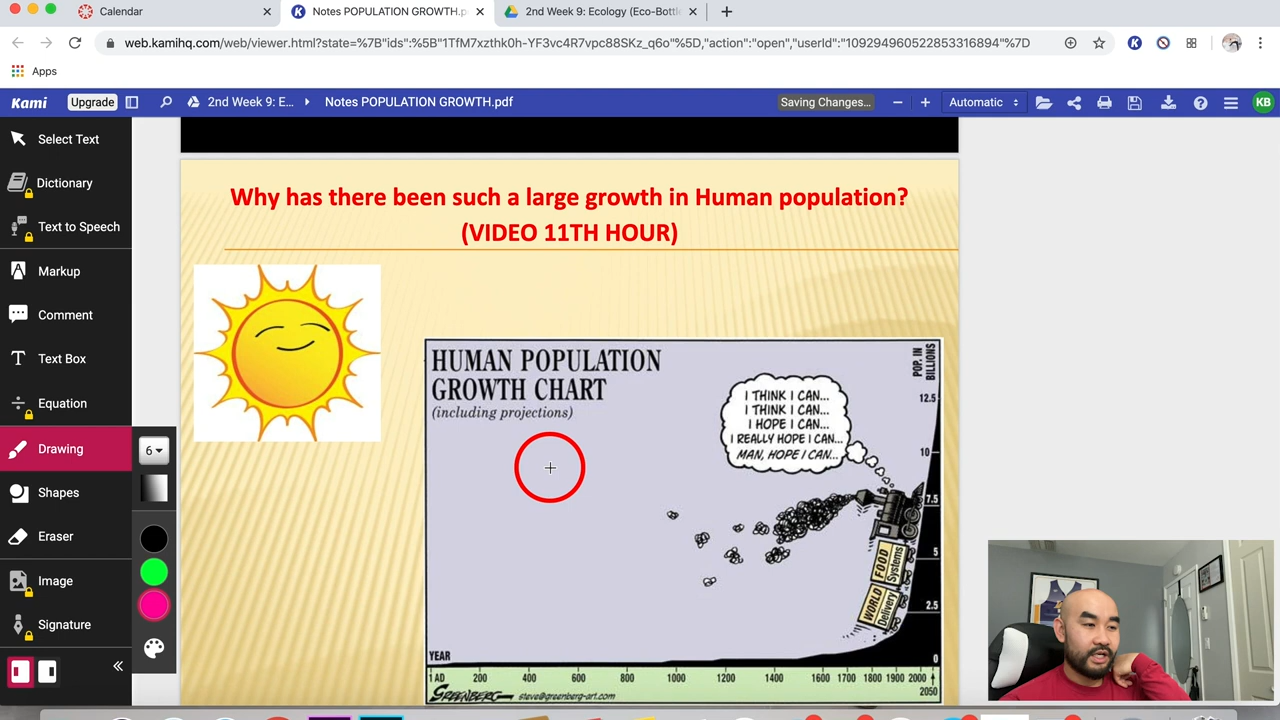 Calendar
Notes POPULATION GROWTH.p
2nd Week 9: Ecology (Eco-Bottl
web.kamihq.com/web/viewer.html?state=%7B"ids"%3A%5B"1TfM7xzthk0h-YF3vc4R7vpc88SKz_q6o"%5D,"action":"open","userId":"109294960522853316894"%7D
Apps
Kami
Upgrade
2nd Week 9: E...
Notes POPULATION GROWTH.pdf
Saving Changes...
Automatic
KB
Select Text
Dictionary
Text to Speech
Markup
Comment
Text Box
Equation
Drawing
6
Shapes
Eraser
Image
Signature
Why has there been such a large growth in Human population?
(VIDEO 11TH HOUR)
HUMAN POPULATION
GROWTH CHART
(including projections)
POP. IN
BILLIONS
I THINK I CAN...
I THINK I CAN...
I HOPE I CAN...
I REALLY HOPE I CAN...
MAN, HOPE I CAN...
12.5
10
7.5
5
2.5
0
FOOD
Systems
WORLD
Delivery
YEAR
1 AD 200 400 600 800 1000 1200 1400 1600 1700 1800 1900 2000
2050
GREENBERG steve@greenberg-art.com